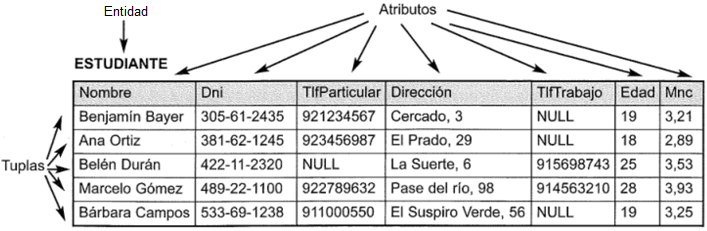 Entidad
Atributos
ESTUDIANTE
Nombre Dni TlfParticular Dirección TlfTrabajo Edad Mnc
Benjamín Bayer 305-61-2435 921234567 Cercado, 3 NULL 19 3,21
Ana Ortiz 381-62-1245 923456987 El Prado, 29 NULL 18 2,89
Tuplas Belén Durán 422-11-2320 NULL La Suerte, 6 915698743 25 3,53
Marcelo Gómez 489-22-1100 922789632 Pase del río, 98 914563210 28 3,93
Bárbara Campos 533-69-1238 911000550 El Suspiro Verde, 56 NULL 19 3,25